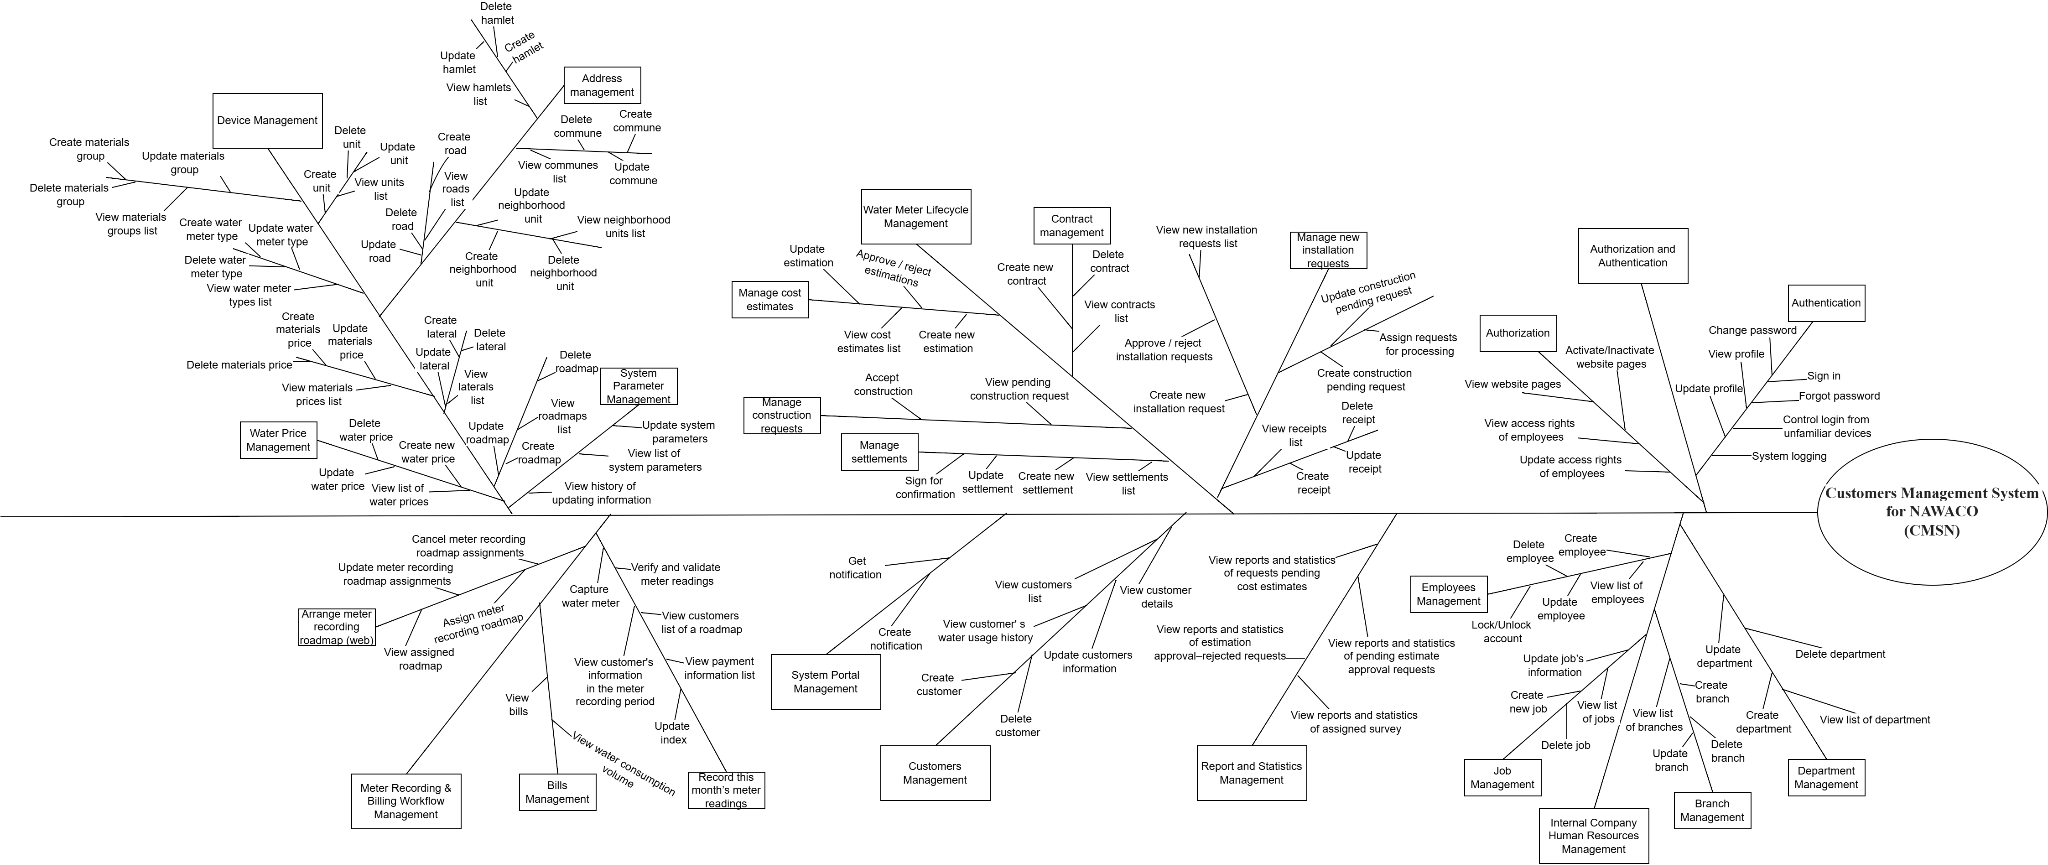 Delete
hamlet
Create
hamlet
Update
hamlet
View hamlets
list
Address
management
Delete
commune
Create
commune
View communes
list
Update
commune
Create
road
View
roads
list
Delete
road
Update
road
Update
neighborhood
unit
View neighborhood
units list
Create
neighborhood
unit
Delete
neighborhood
unit
Device Management
Create materials
group
Update materials
group
Delete materials
group
View materials
groups list
Delete
unit
Update
unit
Create
unit
View units
list
Create water
meter type
Update water
meter type
Delete water
meter type
View water meter
types list
Create
materials
price
Update
materials
price
Delete materials price
View materials
prices list
Create
lateral
Delete
lateral
Update
lateral
View
laterals
list
Delete
roadmap
View
roadmaps
list
Update
roadmap
Create
roadmap
System
Parameter
Management
Update system
parameters
View list of
system parameters
View history of
updating information
Water Price
Management
Delete
water price
Create new
water price
Update
water price
View list of
water prices
Water Meter Lifecycle
Management
Contract
management
Update
estimation
Approve / reject
estimations
Manage cost
estimates
View cost
estimates list
Create new
estimation
Create new
contract
Delete
contract
View contracts
list
Accept
construction
View pending
construction request
Manage
construction
requests
Manage
settlements
Sign for
confirmation
Update
settlement
Create new
settlement
View settlements
list
View new installation
requests list
Manage new
installation
requests
Approve / reject
installation requests
Create new
installation request
Update construction
pending request
Assign requests
for processing
Create construction
pending request
Delete
receipt
View receipts
list
Update
receipt
Create
receipt
Authorization and
Authentication
Authorization
Activate/Inactivate
website pages
View website pages
View access rights
of employees
Update access rights
of employees
Authentication
Change password
View profile
Update profile
Sign in
Forgot password
Control login from
unfamiliar devices
System logging
Customers Management System
for NAWACO
(CMSN)
Cancel meter recording
roadmap assignments
Update meter recording
roadmap assignments
Arrange meter
recording
roadmap (web)
Assign meter
recording roadmap
View assigned
roadmap
Meter Recording &
Billing Workflow
Management
Capture
water meter
Verify and validate
meter readings
View customers
list of a roadmap
View customer's
information
in the meter
recording period
View payment
information list
Update
index
View
bills
View water consumption
volume
Bills
Management
Record this
month's meter
readings
Get
notification
Create
notification
System Portal
Management
View customers
list
View customer
details
View customer' s
water usage history
Update customers
information
Create
customer
Delete
customer
Customers
Management
View reports and statistics
of requests pending
cost estimates
View reports and statistics
of estimation
approval–rejected requests
View reports and statistics
of pending estimate
approval requests
View reports and statistics
of assigned survey
Report and Statistics
Management
Employees
Management
Delete
employee
Create
employee
View list of
employees
Update
employee
Lock/Unlock
account
Update job's
information
Create
new job
View list
of jobs
Delete job
Job
Management
View list
of branches
Create
branch
Update
branch
Delete
branch
Branch
Management
Internal Company
Human Resources
Management
Update
department
Delete department
Create
department
View list of department
Department
Management